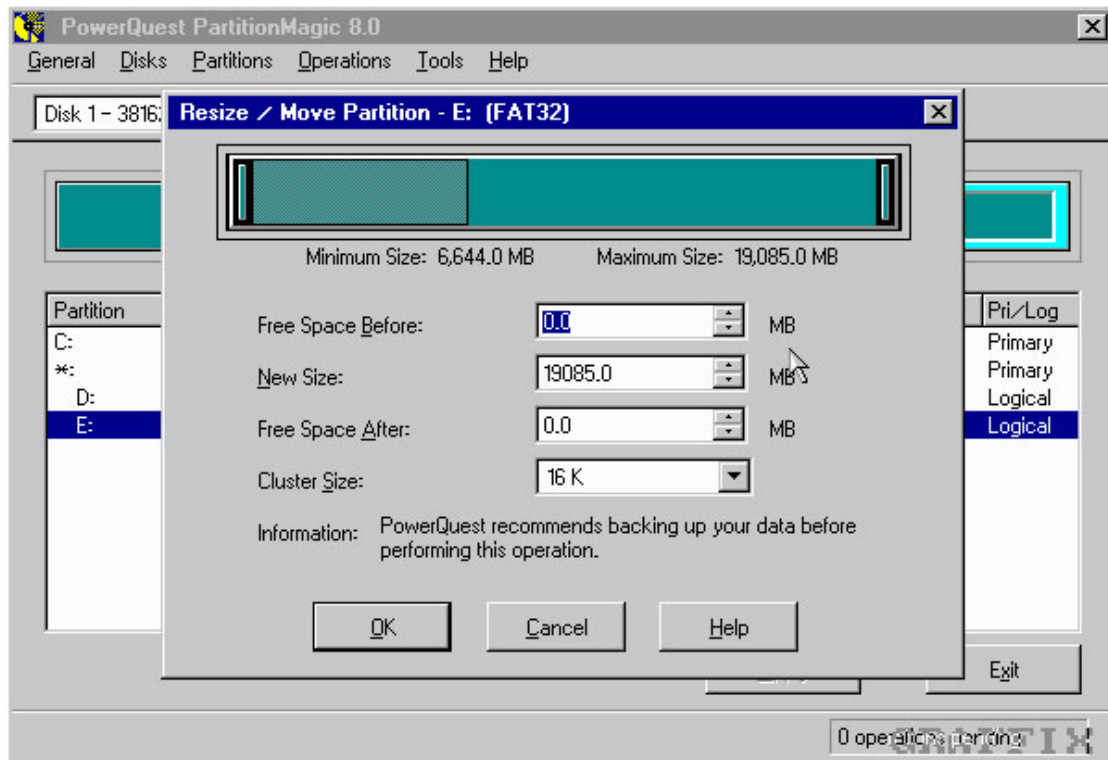 PowerQuest PartitionMagic 8.0
General Disks Partitions Operations Tools Help
Disk 1 – 3816
Resize / Move Partition - E: (FAT32)
Minimum Size: 6,644.0 MB Maximum Size: 19,085.0 MB
Partition
Pri/Log
C:
Primary
*:
Primary
D:
Logical
E:
Logical
Free Space Before: 0.0 MB
New Size: 19085.0 MB
Free Space After: 0.0 MB
Cluster Size: 16 K
Information: PowerQuest recommends backing up your data before
performing this operation.
OK Cancel Help
Exit
0 operations pending